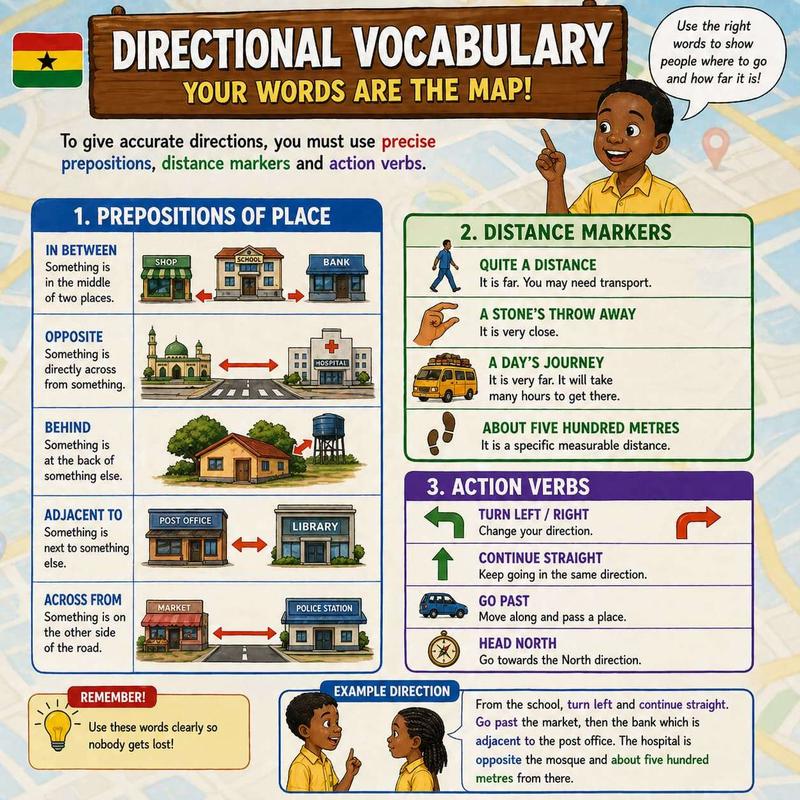 DIRECTIONAL VOCABULARY
YOUR WORDS ARE THE MAP!
Use the right
words to show
people where to go
and how far it is!
To give accurate directions, you must use precise
prepositions, distance markers and action verbs.
1. PREPOSITIONS OF PLACE
IN BETWEEN
Something is
in the middle
of two places.
SHOP
SCHOOL
BANK
OPPOSITE
Something is
directly across
from something.
HOSPITAL
BEHIND
Something is
at the back of
something else.
ADJACENT TO
Something is
next to something
else.
POST OFFICE
LIBRARY
ACROSS FROM
Something is on
the other side
of the road.
MARKET
POLICE STATION
2. DISTANCE MARKERS
QUITE A DISTANCE
It is far. You may need transport.
A STONE'S THROW AWAY
It is very close.
A DAY'S JOURNEY
It is very far. It will take
many hours to get there.
ABOUT FIVE HUNDRED METRES
It is a specific measurable distance.
3. ACTION VERBS
TURN LEFT / RIGHT
Change your direction.
CONTINUE STRAIGHT
Keep going in the same direction.
GO PAST
Move along and pass a place.
HEAD NORTH
Go towards the North direction.
REMEMBER!
Use these words clearly so
nobody gets lost!
EXAMPLE DIRECTION
From the school, turn left and continue straight.
Go past the market, then the bank which is
adjacent to the post office. The hospital is
opposite the mosque and about five hundred
metres from there.